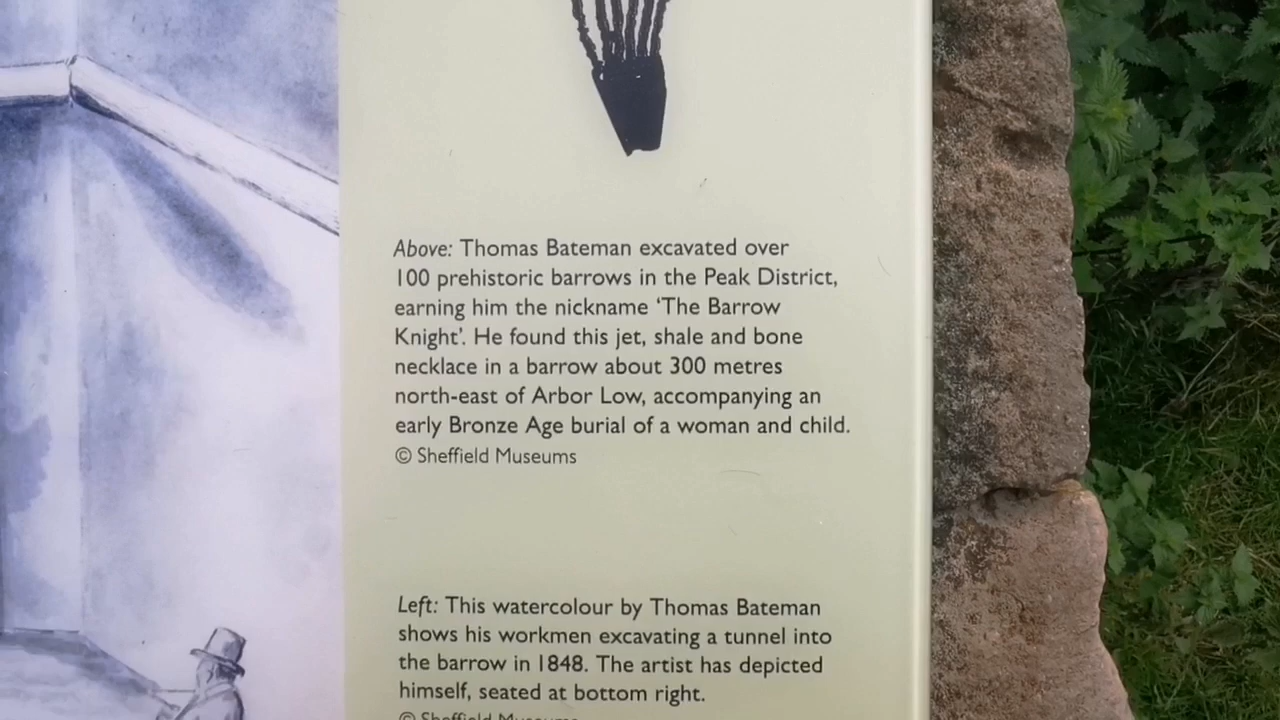 Above: Thomas Bateman excavated over
100 prehistoric barrows in the Peak District,
earning him the nickname ‘The Barrow
Knight’. He found this jet, shale and bone
necklace in a barrow about 300 metres
north-east of Arbor Low, accompanying an
early Bronze Age burial of a woman and child.
© Sheffield Museums
Left: This watercolour by Thomas Bateman
shows his workmen excavating a tunnel into
the barrow in 1848. The artist has depicted
himself, seated at bottom right.
© Sheffield Museums